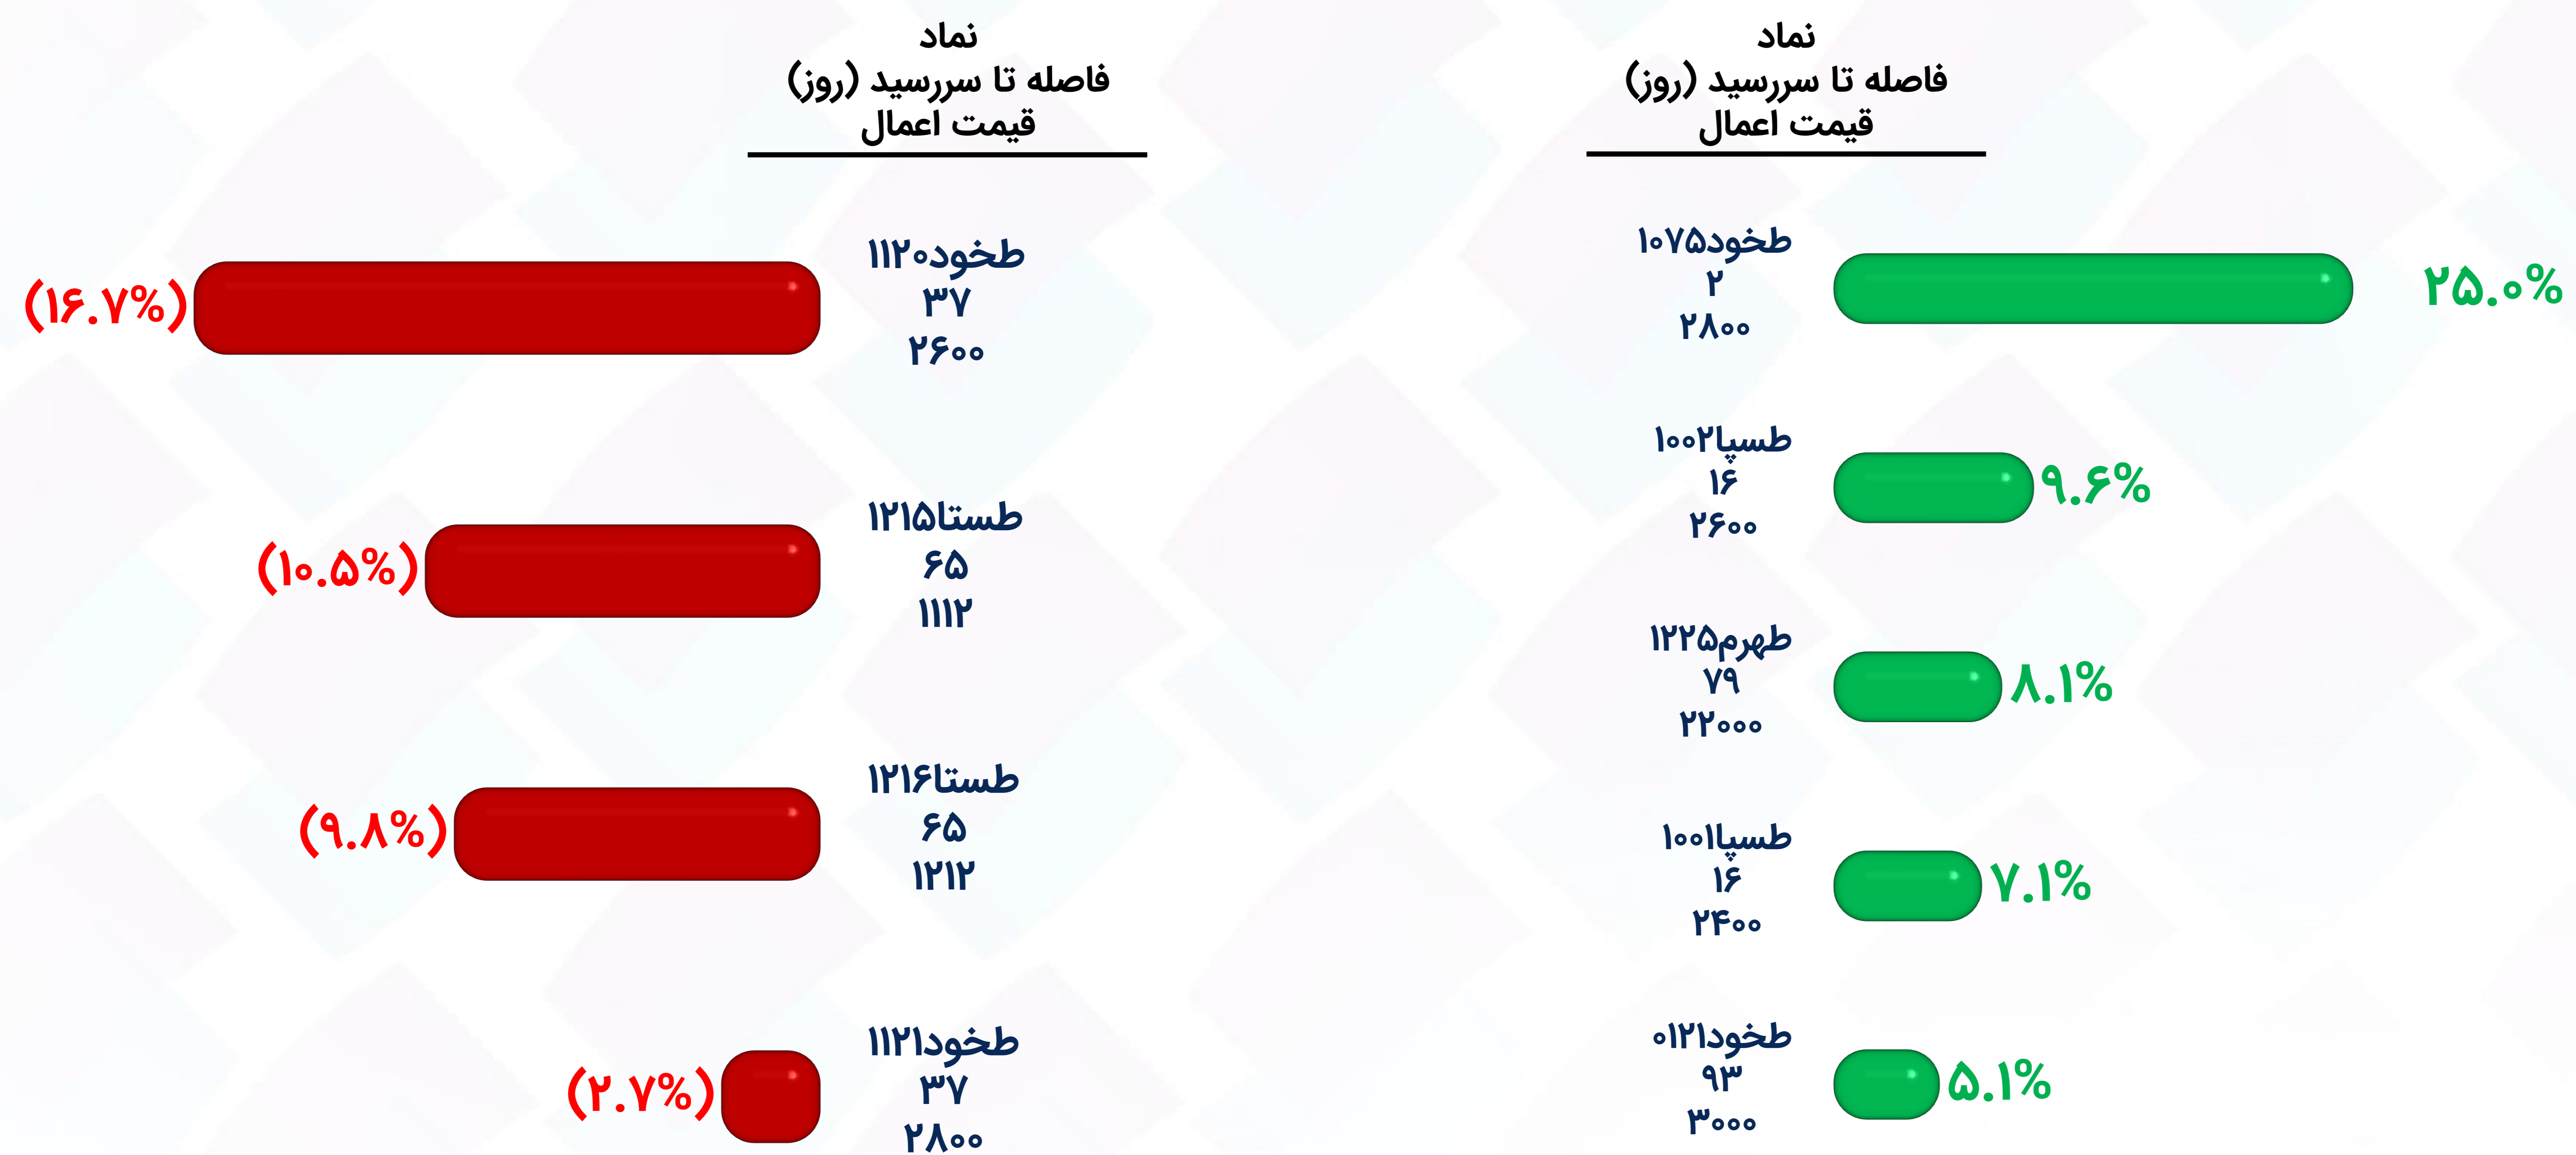 نماد
فاصله تا سررسید (روز)
قیمت اعمال
طخود۱۰۷۵
۲
۲۸۰۰
۲۵.۰%
طسپا۱۰۰۲
۱۶
۲۶۰۰
۹.۶%
طهرم۱۲۲۵
۷۹
۲۲۰۰۰
۸.۱%
طسپا۱۰۰۱
۱۶
۲۴۰۰
۷.۱%
طخود۰۱۲۱
۹۳
۳۰۰۰
۵.۱%
نماد
فاصله تا سررسید (روز)
قیمت اعمال
طخود۱۱۲۰
۳۷
۲۶۰۰
(۱۶.۷%)
طستا۱۲۱۵
۶۵
۱۱۱۲
(۱۰.۵%)
طستا۱۲۱۶
۶۵
۱۲۱۲
(۹.۸%)
طخود۱۱۲۱
۳۷
۲۸۰۰
(۲.۷%)